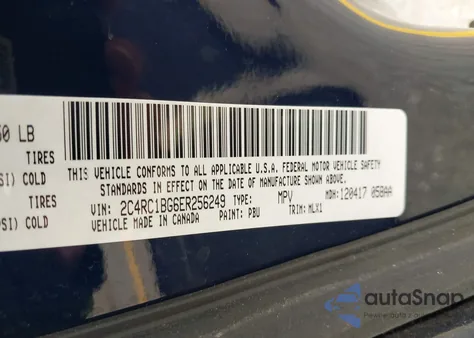 50 LB
TIRES
SI) COLD
TIRES
PSI) COLD
THIS VEHICLE CONFORMS TO ALL APPLICABLE U.S.A. FEDERAL MOTOR VEHICLE SAFETY
STANDARDS IN EFFECT ON THE DATE OF MANUFACTURE SHOWN ABOVE.
VIN: 2C4RC1BG6ER256249 TYPE: MPV MDH: 120417 058AA
VEHICLE MADE IN CANADA PAINT: PBU TRIM: MLX1
autoSnap